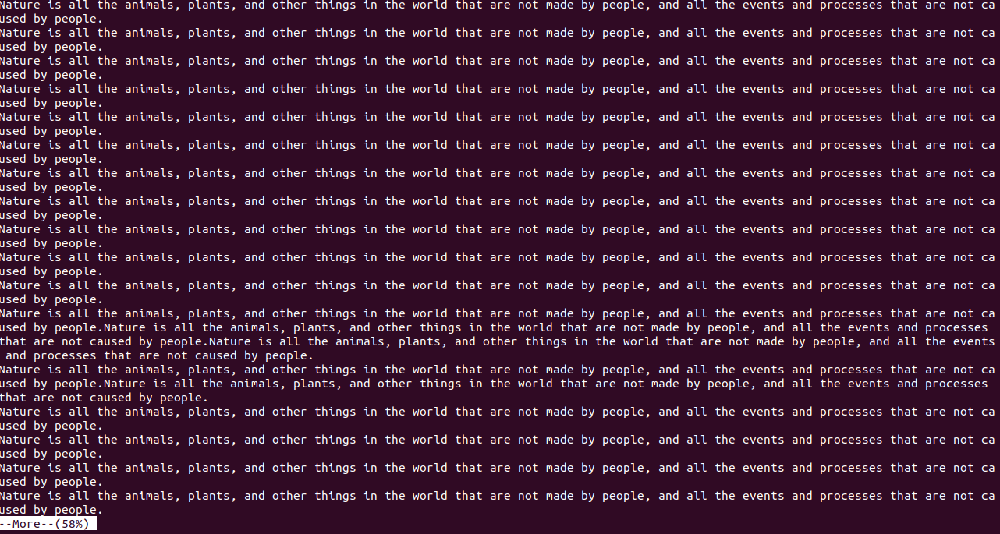 Nature is all the animals, plants, and other things in the world that are not made by people, and all the events and processes that are not ca
used by people.
Nature is all the animals, plants, and other things in the world that are not made by people, and all the events and processes that are not ca
used by people.
Nature is all the animals, plants, and other things in the world that are not made by people, and all the events and processes that are not ca
used by people.
Nature is all the animals, plants, and other things in the world that are not made by people, and all the events and processes that are not ca
used by people.
Nature is all the animals, plants, and other things in the world that are not made by people, and all the events and processes that are not ca
used by people.
Nature is all the animals, plants, and other things in the world that are not made by people, and all the events and processes that are not ca
used by people.
Nature is all the animals, plants, and other things in the world that are not made by people, and all the events and processes that are not ca
used by people.
Nature is all the animals, plants, and other things in the world that are not made by people, and all the events and processes that are not ca
used by people.
Nature is all the animals, plants, and other things in the world that are not made by people, and all the events and processes that are not ca
used by people.
Nature is all the animals, plants, and other things in the world that are not made by people, and all the events and processes that are not ca
used by people.
Nature is all the animals, plants, and other things in the world that are not made by people, and all the events and processes that are not ca
used by people.
Nature is all the animals, plants, and other things in the world that are not made by people, and all the events and processes that are not ca
used by people.Nature is all the animals, plants, and other things in the world that are not made by people, and all the events and processes
that are not caused by people.Nature is all the animals, plants, and other things in the world that are not made by people, and all the events
and processes that are not caused by people.
Nature is all the animals, plants, and other things in the world that are not made by people, and all the events and processes that are not ca
used by people.Nature is all the animals, plants, and other things in the world that are not made by people, and all the events and processes
that are not caused by people.
Nature is all the animals, plants, and other things in the world that are not made by people, and all the events and processes that are not ca
used by people.
Nature is all the animals, plants, and other things in the world that are not made by people, and all the events and processes that are not ca
used by people.
Nature is all the animals, plants, and other things in the world that are not made by people, and all the events and processes that are not ca
used by people.
Nature is all the animals, plants, and other things in the world that are not made by people, and all the events and processes that are not ca
used by people.
--More--(58%)